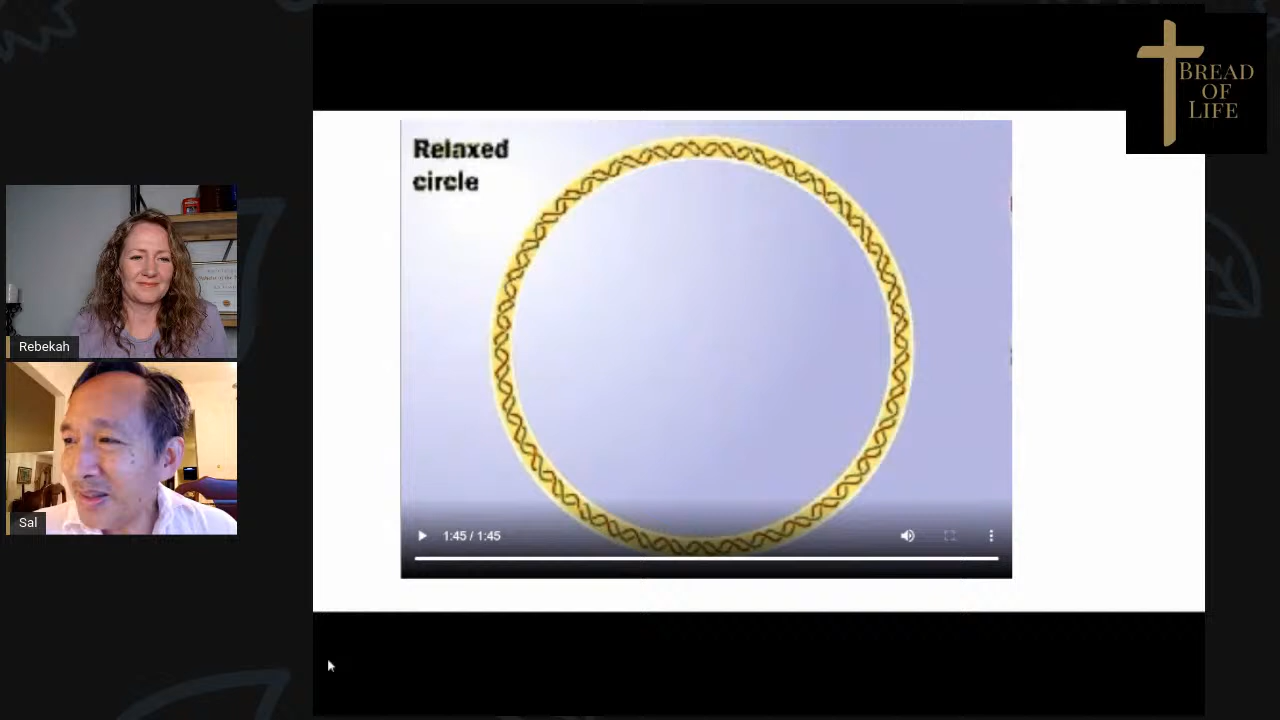 BREAD
OF
LIFE
Relaxed
circle
Rebekah
Sal
1:45 / 1:45